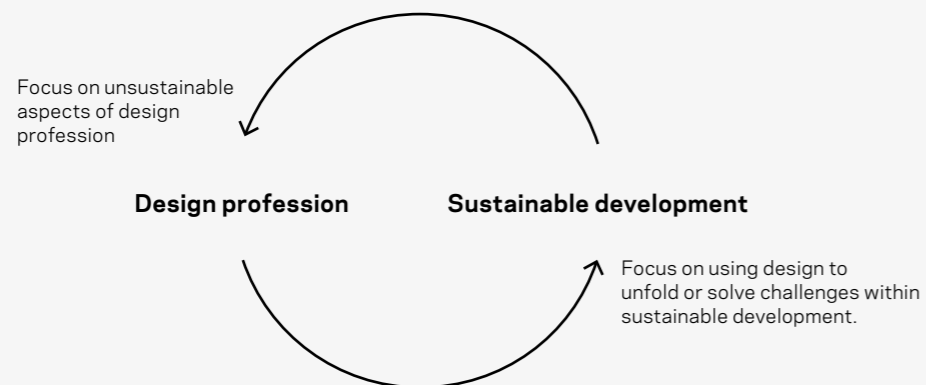 Focus on unsustainable
aspects of design
profession
Design profession
Sustainable development
Focus on using design to
unfold or solve challenges within
sustainable development.